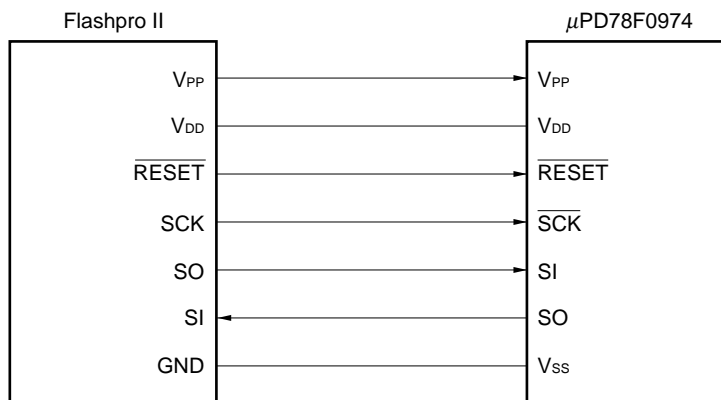 Flashpro II
μPD78F0974
VPP
VPP
VDD
VDD
RESET
RESET
SCK
SCK
SO
SI
SI
SO
GND
VSS